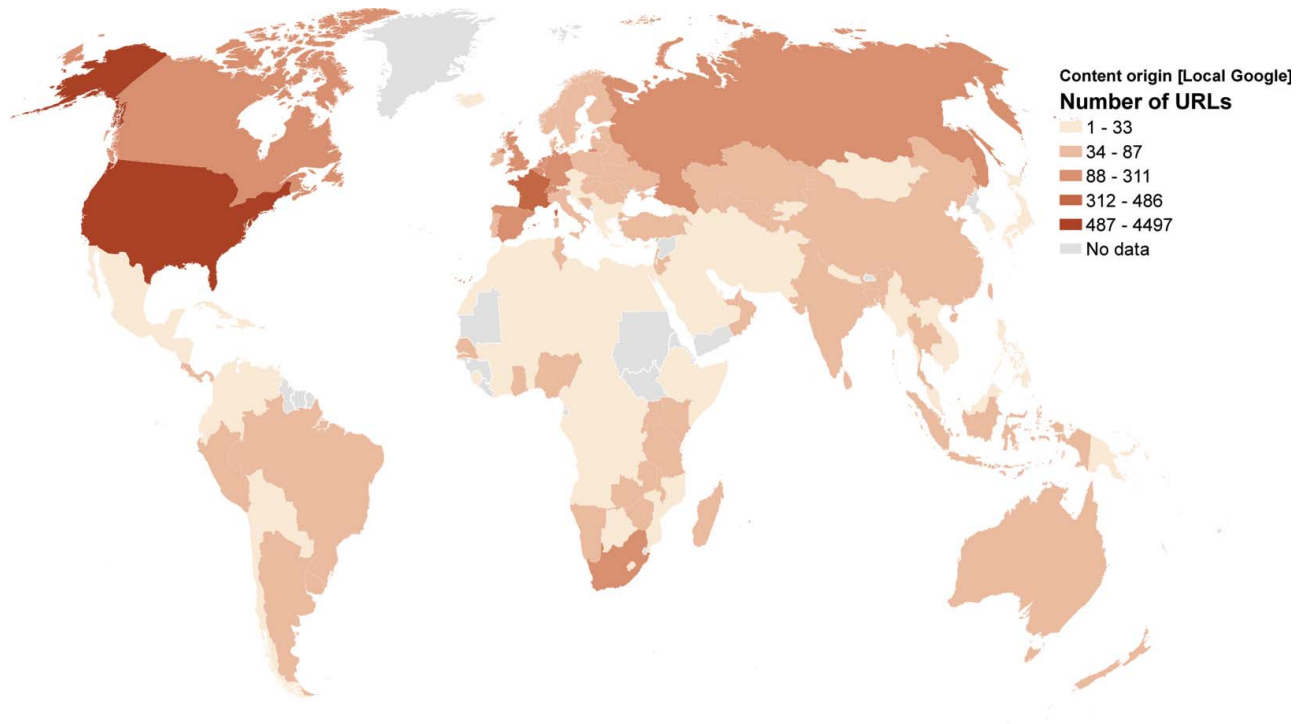 Content origin [Local Google]
Number of URLs
1 - 33
34 - 87
88 - 311
312 - 486
487 - 4497
No data